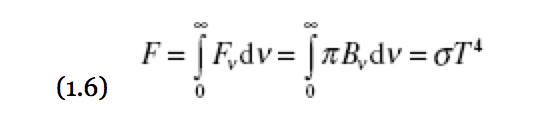 (1.6) F = ∫₀^∞ F_ν dν = ∫₀^∞ πB_ν dν = σT⁴